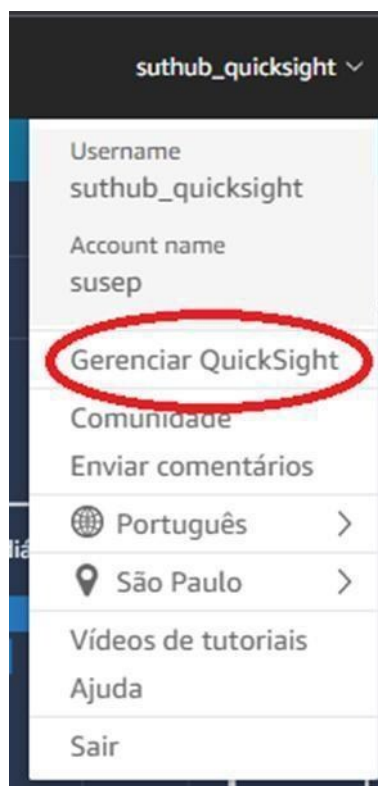 suthub_quicksight
Username
suthub_quicksight
Account name
susep
Gerenciar QuickSight
Comunidade
Enviar comentários
Português
iá
São Paulo
Vídeos de tutoriais
Ajuda
Sair